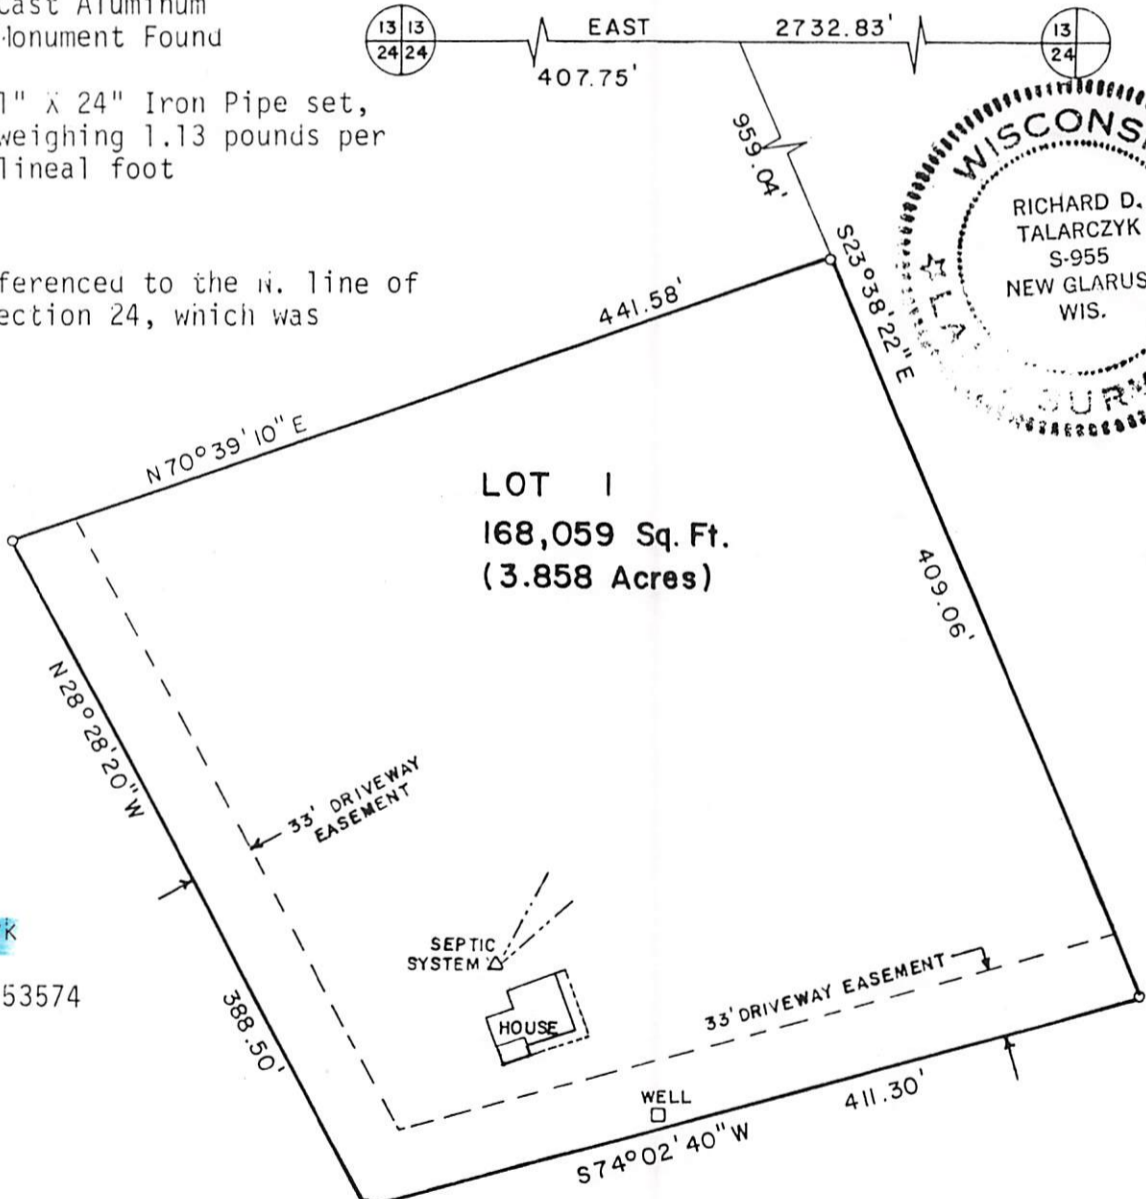 Cast Aluminum
Monument Found
1" X 24" Iron Pipe set,
weighing 1.13 pounds per
lineal foot
ferenced to the N. line of
ection 24, which was
13 13
24 24
EAST
2732.83'
407.75'
13
24
959.04'
S23°38'22"E
WISCONS
RICHARD D.
TALARCZYK
S-955
NEW GLARUS
WIS.
441.58'
N70°39'10"E
LOT 1
168,059 Sq. Ft.
(3.858 Acres)
409.06'
N28°28'20"W
33' DRIVEWAY
EASEMENT
K
53574
388.50'
SEPTIC
SYSTEM
HOUSE
33' DRIVEWAY EASEMENT
WELL
411.30'
S74°02'40"W